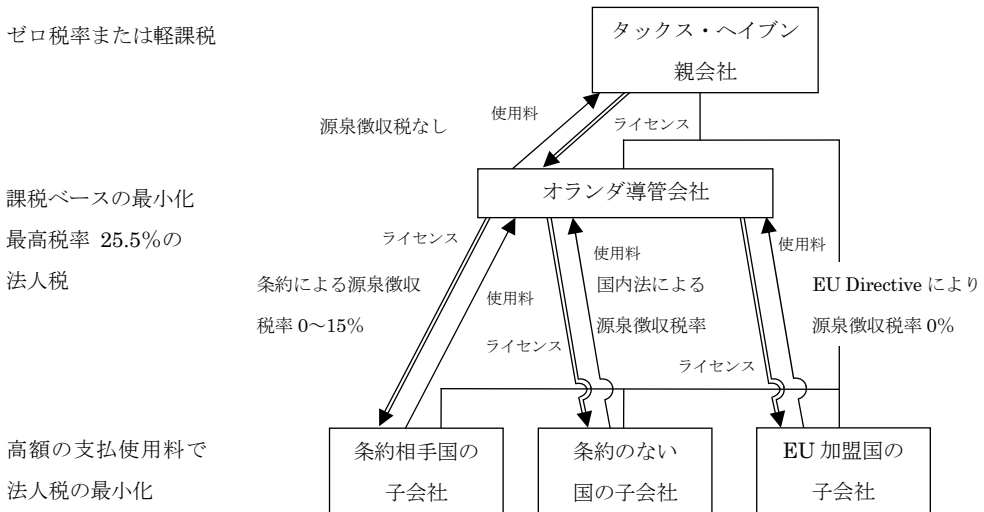 ゼロ税率または軽課税
タックス・ヘイブン
親会社
源泉徴収税なし
使用料
ライセンス
課税ベースの最小化
最高税率 25.5%の
法人税
オランダ導管会社
ライセンス
条約による源泉徴収
税率 0～15%
使用料
使用料
国内法による
源泉徴収税率
ライセンス
使用料
EU Directive により
源泉徴収税率 0%
ライセンス
高額の支払使用料で
法人税の最小化
条約相手国の
子会社
条約のない
国の子会社
EU 加盟国の
子会社